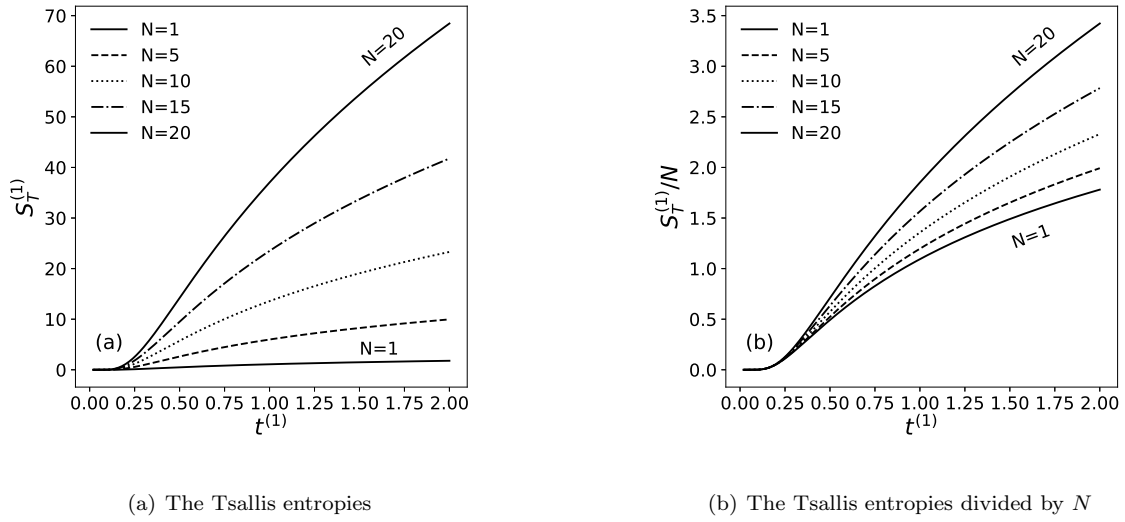 70
60
50
40
30
20
10
0
S_T^{(1)}
N=1
N=5
N=10
N=15
N=20
N=20
N=1
(a)
0.00 0.25 0.50 0.75 1.00 1.25 1.50 1.75 2.00
t^{(1)}
(a) The Tsallis entropies
3.5
3.0
2.5
2.0
1.5
1.0
0.5
0.0
S_T^{(1)}/N
N=1
N=5
N=10
N=15
N=20
N=20
N=1
(b)
0.00 0.25 0.50 0.75 1.00 1.25 1.50 1.75 2.00
t^{(1)}
(b) The Tsallis entropies divided by N